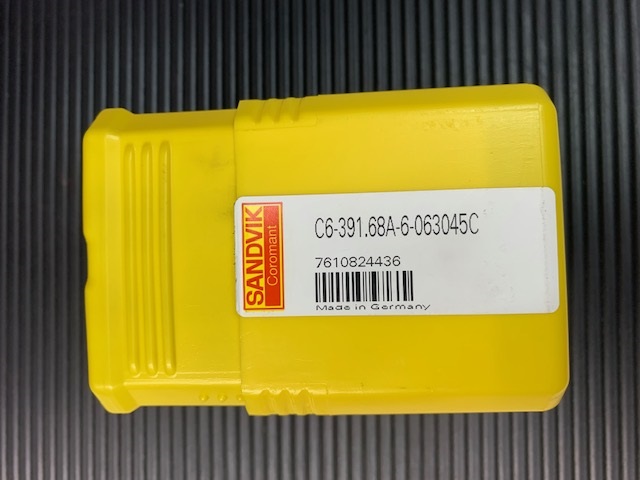 SANDVIK
Coromant
C6-391.68A-6-063045C
7610824436
Made in Germany